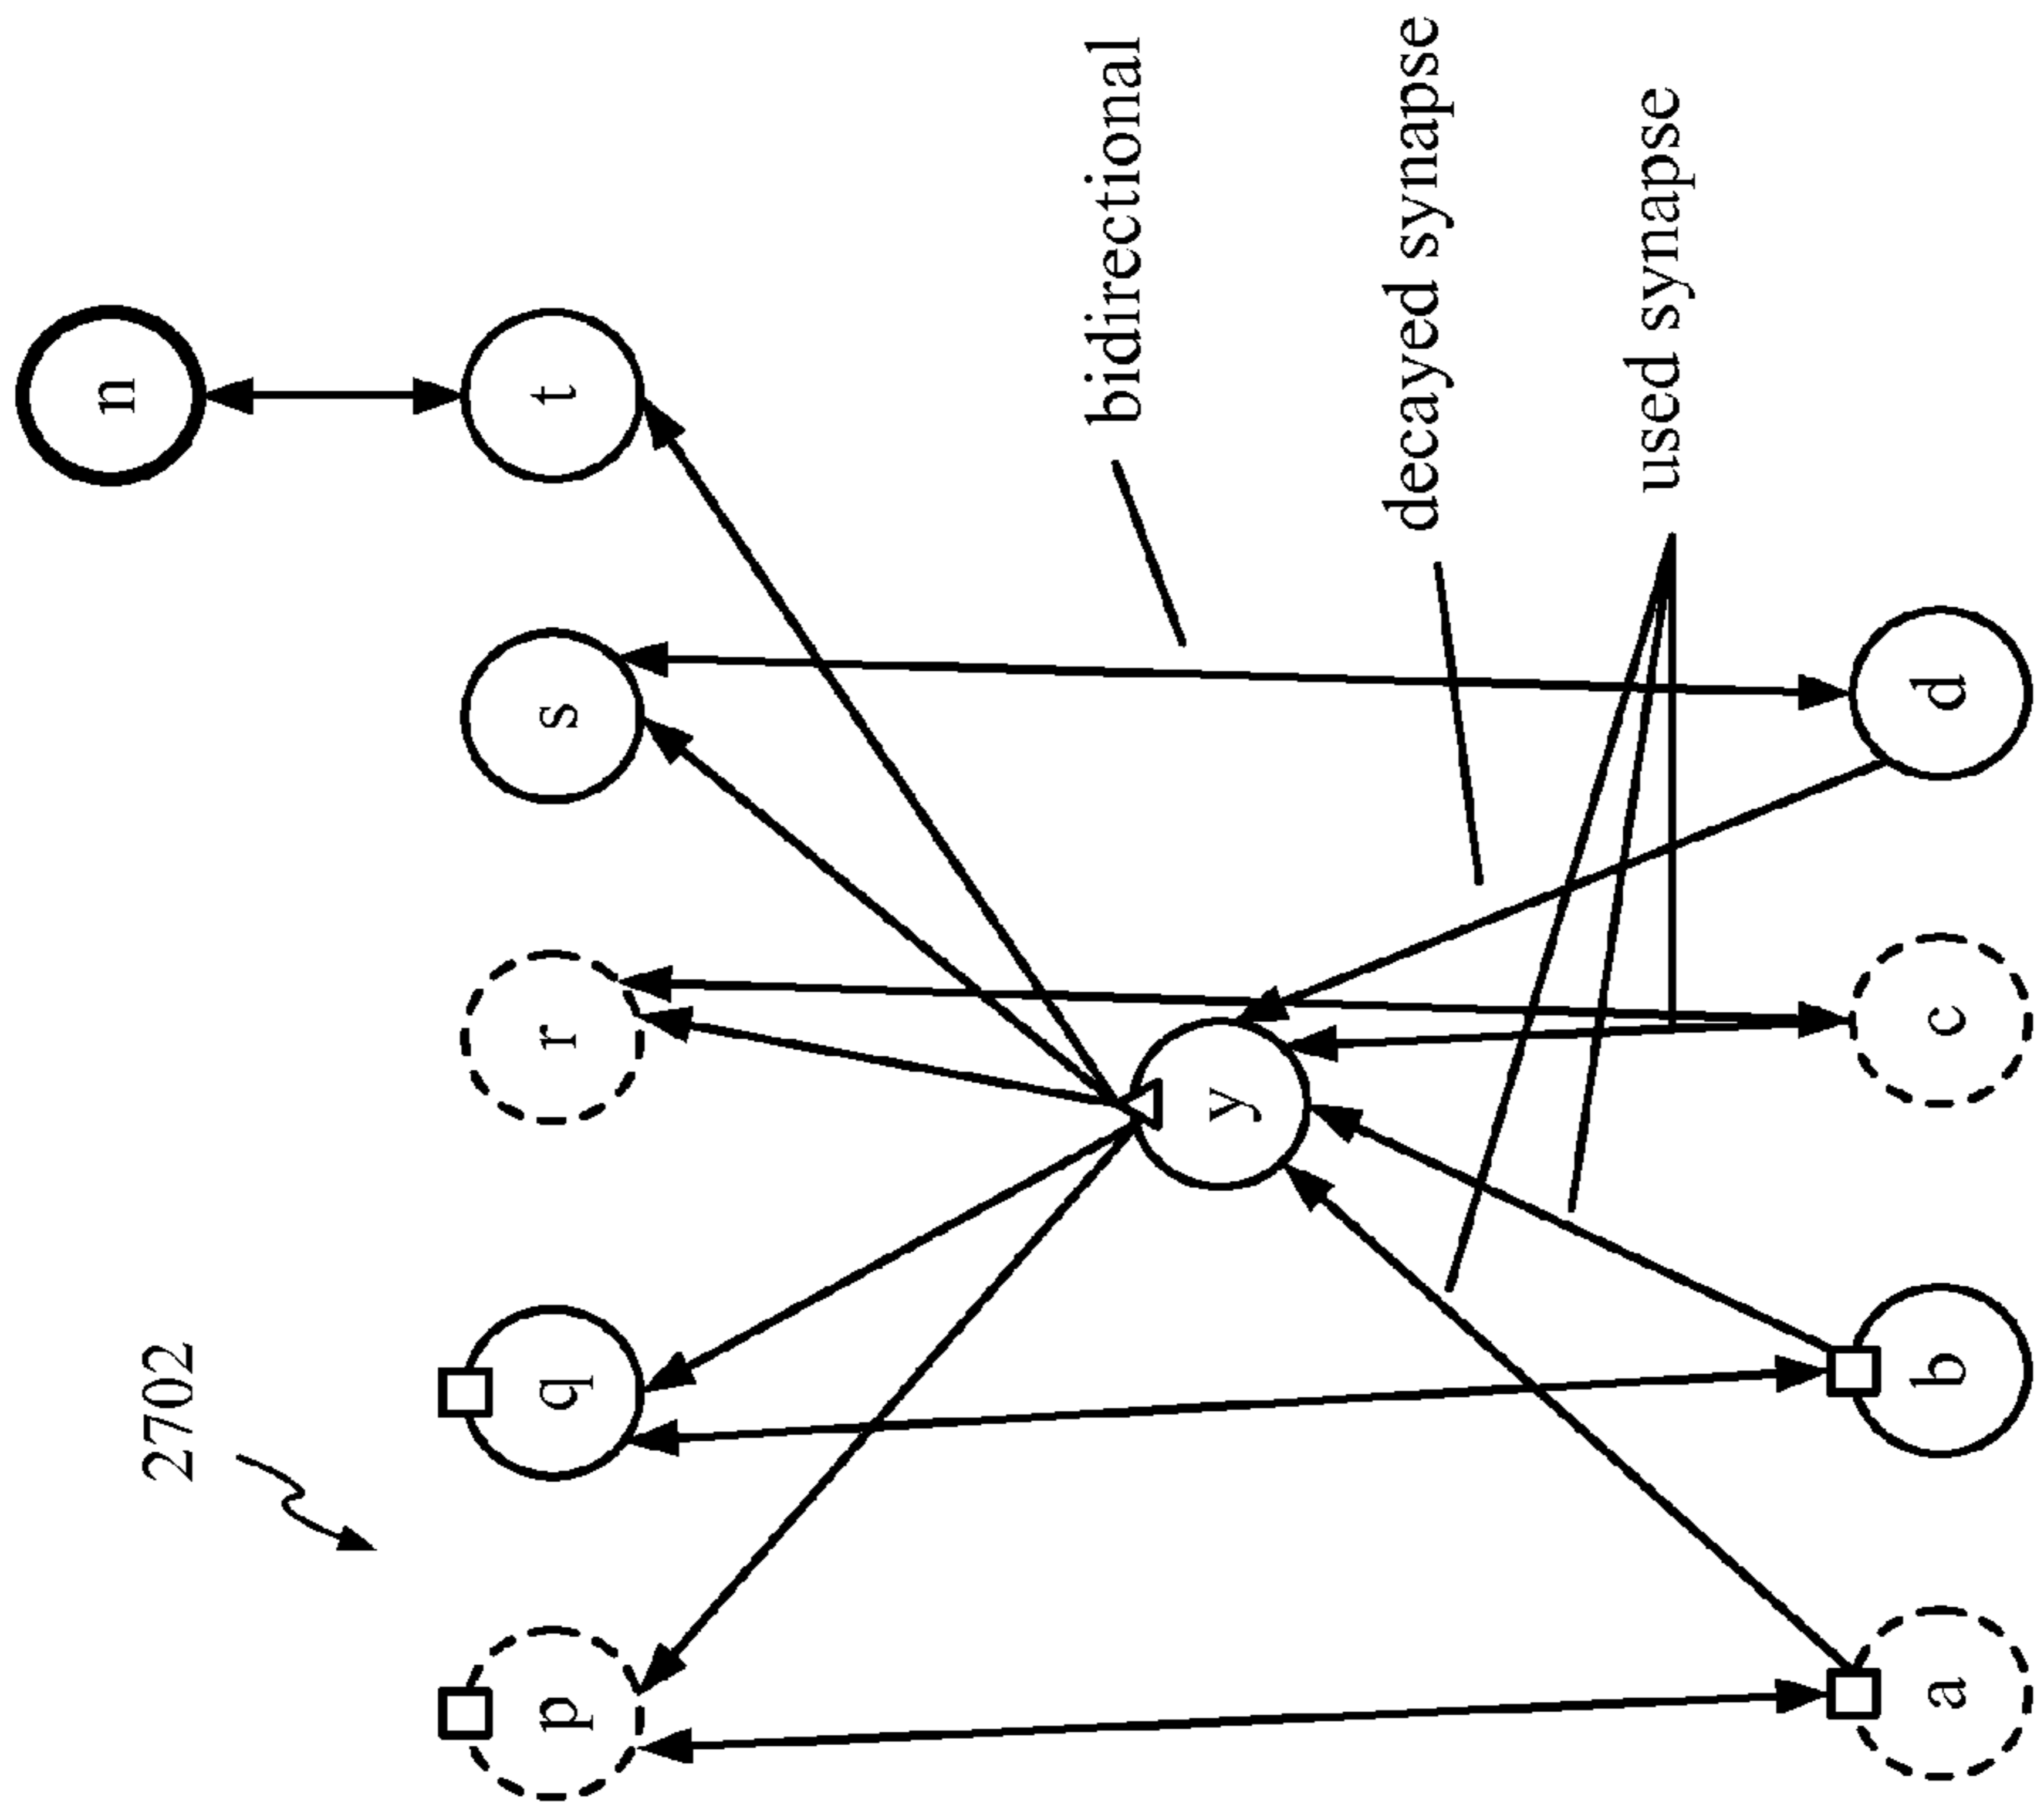 2702
n
p
q
r
s
t
y
bidirectional
decayed synapse
used synapse
a
b
c
d